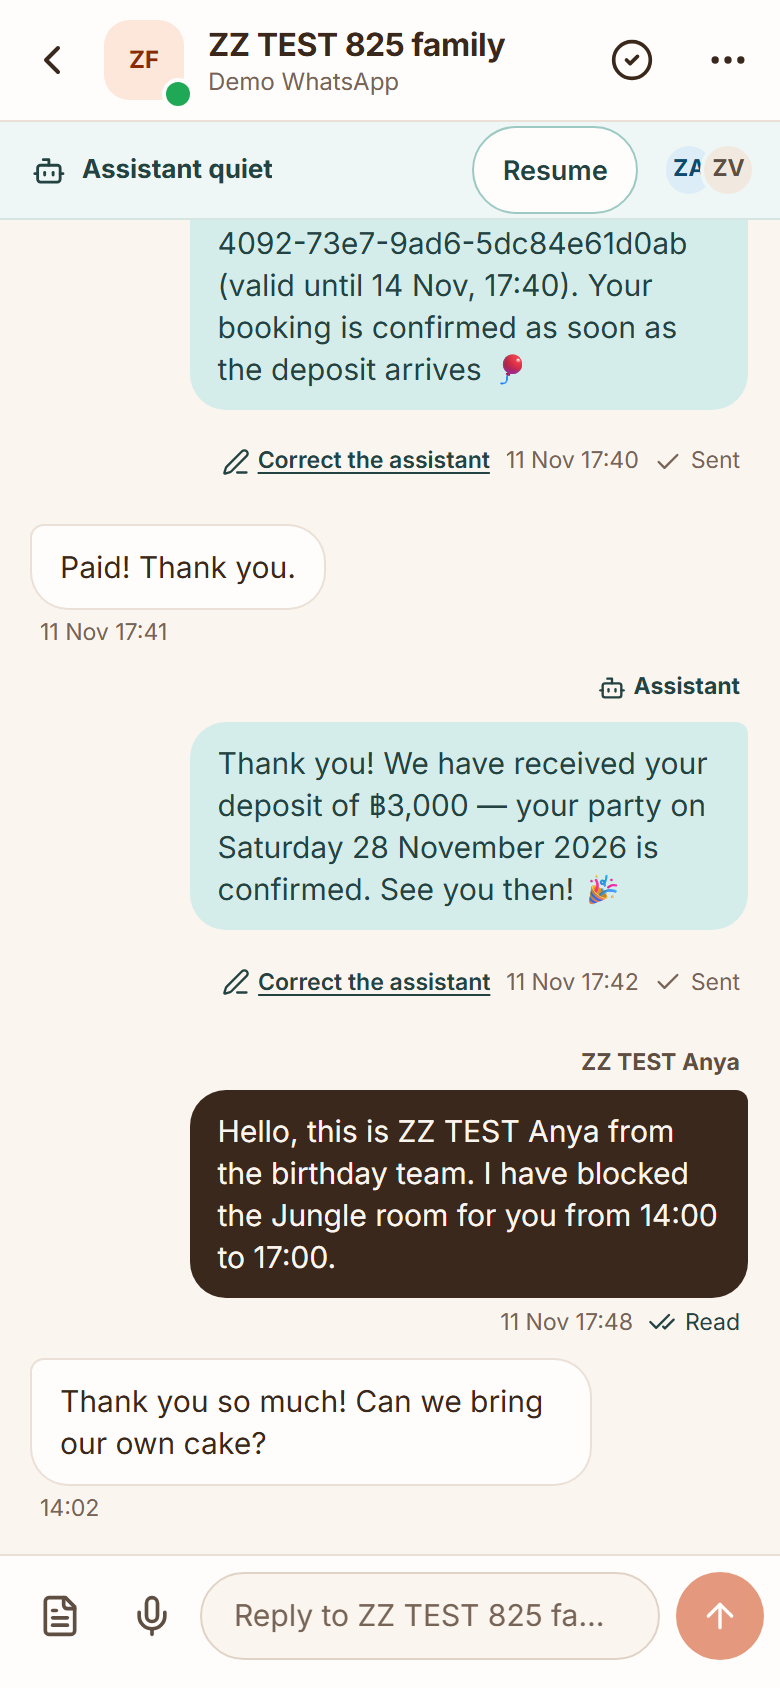 ZF
ZZ TEST 825 family
Demo WhatsApp
Assistant quiet
Resume
ZA
ZV
4092-73e7-9ad6-5dc84e61d0ab
(valid until 14 Nov, 17:40). Your
booking is confirmed as soon as
the deposit arrives 🎈
Correct the assistant 11 Nov 17:40 Sent
Paid! Thank you.
11 Nov 17:41
Assistant
Thank you! We have received your
deposit of ฿3,000 — your party on
Saturday 28 November 2026 is
confirmed. See you then! 🎉
Correct the assistant 11 Nov 17:42 Sent
ZZ TEST Anya
Hello, this is ZZ TEST Anya from
the birthday team. I have blocked
the Jungle room for you from 14:00
to 17:00.
11 Nov 17:48 Read
Thank you so much! Can we bring
our own cake?
14:02
Reply to ZZ TEST 825 fa...